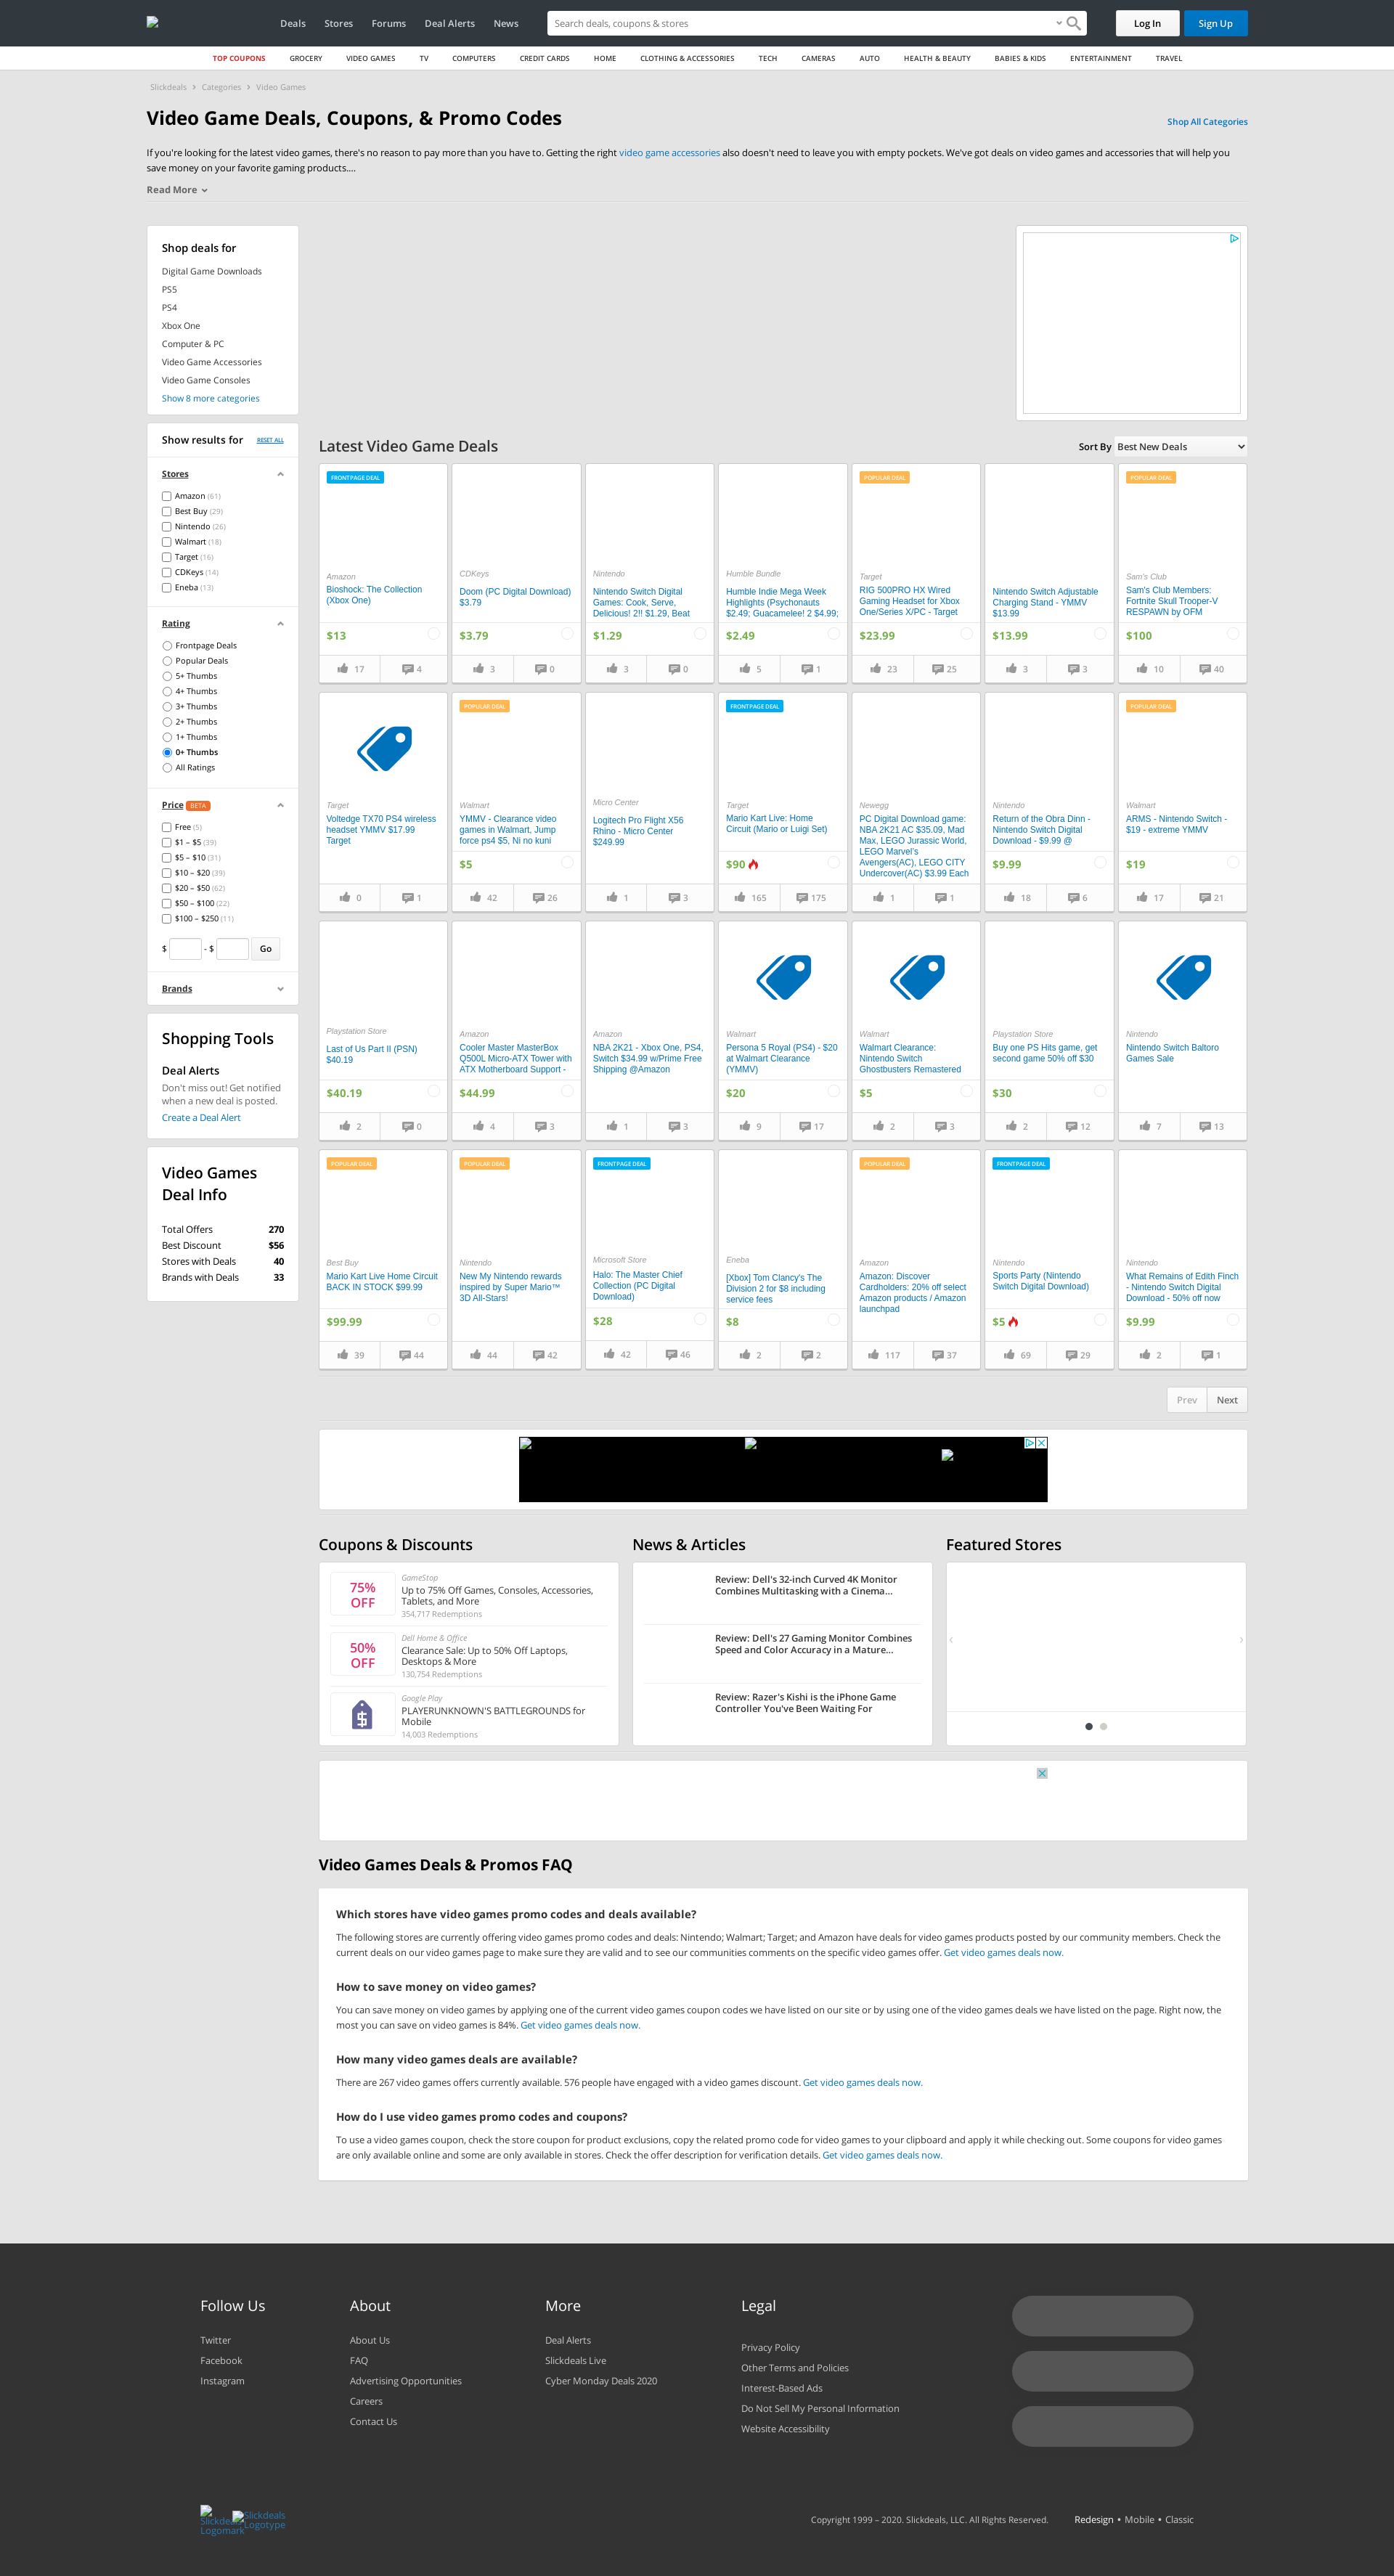 Deals Stores Forums Deal Alerts News
Search deals, coupons & stores
Log In
Sign Up
TOP COUPONS GROCERY VIDEO GAMES TV COMPUTERS CREDIT CARDS HOME CLOTHING & ACCESSORIES TECH CAMERAS AUTO HEALTH & BEAUTY BABIES & KIDS ENTERTAINMENT TRAVEL
Slickdeals › Categories › Video Games
Video Game Deals, Coupons, & Promo Codes
Shop All Categories
If you're looking for the latest video games, there's no reason to pay more than you have to. Getting the right video game accessories also doesn't need to leave you with empty pockets. We've got deals on video games and accessories that will help you
save money on your favorite gaming products....
Read More
Shop deals for
Digital Game Downloads
PS5
PS4
Xbox One
Computer & PC
Video Game Accessories
Video Game Consoles
Show 8 more categories
Show results for RESET ALL
Stores
Amazon (61)
Best Buy (29)
Nintendo (26)
Walmart (18)
Target (16)
CDKeys (14)
Eneba (13)
Rating
Frontpage Deals
Popular Deals
5+ Thumbs
4+ Thumbs
3+ Thumbs
2+ Thumbs
1+ Thumbs
0+ Thumbs
All Ratings
Price BETA
Free (5)
$1 – $5 (39)
$5 – $10 (31)
$10 – $20 (39)
$20 – $50 (62)
$50 – $100 (22)
$100 – $250 (11)
$ - $ Go
Brands
Shopping Tools
Deal Alerts
Don't miss out! Get notified
when a new deal is posted.
Create a Deal Alert
Video Games
Deal Info
Total Offers 270
Best Discount $56
Stores with Deals 40
Brands with Deals 33
Latest Video Game Deals
Sort By Best New Deals
FRONTPAGE DEAL
Amazon
Bioshock: The Collection
(Xbox One)
$13
17 4
CDKeys
Doom (PC Digital Download)
$3.79
$3.79
3 0
Nintendo
Nintendo Switch Digital
Games: Cook, Serve,
Delicious! 2!! $1.29, Beat
$1.29
3 0
Humble Bundle
Humble Indie Mega Week
Highlights (Psychonauts
$2.49; Guacamelee! 2 $4.99;
$2.49
5 1
POPULAR DEAL
Target
RIG 500PRO HX Wired
Gaming Headset for Xbox
One/Series X/PC - Target
$23.99
23 25
Nintendo Switch Adjustable
Charging Stand - YMMV
$13.99
$13.99
3 3
POPULAR DEAL
Sam's Club
Sam's Club Members:
Fortnite Skull Trooper-V
RESPAWN by OFM
$100
10 40
Target
Voltedge TX70 PS4 wireless
headset YMMV $17.99
Target
0 1
POPULAR DEAL
Walmart
YMMV - Clearance video
games in Walmart, Jump
force ps4 $5, Ni no kuni
$5
42 26
Micro Center
Logitech Pro Flight X56
Rhino - Micro Center
$249.99
1 3
FRONTPAGE DEAL
Target
Mario Kart Live: Home
Circuit (Mario or Luigi Set)
$90
165 175
Newegg
PC Digital Download game:
NBA 2K21 AC $35.09, Mad
Max, LEGO Jurassic World,
LEGO Marvel's
Avengers(AC), LEGO CITY
Undercover(AC) $3.99 Each
1 1
Nintendo
Return of the Obra Dinn -
Nintendo Switch Digital
Download - $9.99 @
$9.99
18 6
POPULAR DEAL
Walmart
ARMS - Nintendo Switch -
$19 - extreme YMMV
$19
17 21
Playstation Store
Last of Us Part II (PSN)
$40.19
$40.19
2 0
Amazon
Cooler Master MasterBox
Q500L Micro-ATX Tower with
ATX Motherboard Support -
$44.99
4 3
Amazon
NBA 2K21 - Xbox One, PS4,
Switch $34.99 w/Prime Free
Shipping @Amazon
1 3
Walmart
Persona 5 Royal (PS4) - $20
at Walmart Clearance
(YMMV)
$20
9 17
Walmart
Walmart Clearance:
Nintendo Switch
Ghostbusters Remastered
$5
2 3
Playstation Store
Buy one PS Hits game, get
second game 50% off $30
$30
2 12
Nintendo
Nintendo Switch Baltoro
Games Sale
7 13
POPULAR DEAL
Best Buy
Mario Kart Live Home Circuit
BACK IN STOCK $99.99
$99.99
39 44
POPULAR DEAL
Nintendo
New My Nintendo rewards
inspired by Super Mario™
3D All-Stars!
44 42
FRONTPAGE DEAL
Microsoft Store
Halo: The Master Chief
Collection (PC Digital
Download)
$28
42 46
Eneba
[Xbox] Tom Clancy's The
Division 2 for $8 including
service fees
$8
2 2
POPULAR DEAL
Amazon
Amazon: Discover
Cardholders: 20% off select
Amazon products / Amazon
launchpad
117 37
FRONTPAGE DEAL
Nintendo
Sports Party (Nintendo
Switch Digital Download)
$5
69 29
Nintendo
What Remains of Edith Finch
- Nintendo Switch Digital
Download - 50% off now
$9.99
2 1
Prev Next
Coupons & Discounts
75%
OFF
GameStop
Up to 75% Off Games, Consoles, Accessories,
Tablets, and More
354,717 Redemptions
50%
OFF
Dell Home & Office
Clearance Sale: Up to 50% Off Laptops,
Desktops & More
130,754 Redemptions
Google Play
PLAYERUNKNOWN'S BATTLEGROUNDS for
Mobile
14,003 Redemptions
News & Articles
Review: Dell's 32-inch Curved 4K Monitor
Combines Multitasking with a Cinema...
Review: Dell's 27 Gaming Monitor Combines
Speed and Color Accuracy in a Mature...
Review: Razer's Kishi is the iPhone Game
Controller You've Been Waiting For
Featured Stores
Video Games Deals & Promos FAQ
Which stores have video games promo codes and deals available?
The following stores are currently offering video games promo codes and deals: Nintendo; Walmart; Target; and Amazon have deals for video games products posted by our community members. Check the
current deals on our video games page to make sure they are valid and to see our communities comments on the specific video games offer. Get video games deals now.
How to save money on video games?
You can save money on video games by applying one of the current video games coupon codes we have listed on our site or by using one of the video games deals we have listed on the page. Right now, the
most you can save on video games is 84%. Get video games deals now.
How many video games deals are available?
There are 267 video games offers currently available. 576 people have engaged with a video games discount. Get video games deals now.
How do I use video games promo codes and coupons?
To use a video games coupon, check the store coupon for product exclusions, copy the related promo code for video games to your clipboard and apply it while checking out. Some coupons for video games
are only available online and some are only available in stores. Check the offer description for verification details. Get video games deals now.
Follow Us
Twitter
Facebook
Instagram
About
About Us
FAQ
Advertising Opportunities
Careers
Contact Us
More
Deal Alerts
Slickdeals Live
Cyber Monday Deals 2020
Legal
Privacy Policy
Other Terms and Policies
Interest-Based Ads
Do Not Sell My Personal Information
Website Accessibility
Slickdeals
Logomark
Slickdeals
Logotype
Copyright 1999 – 2020. Slickdeals, LLC. All Rights Reserved.
Redesign • Mobile • Classic